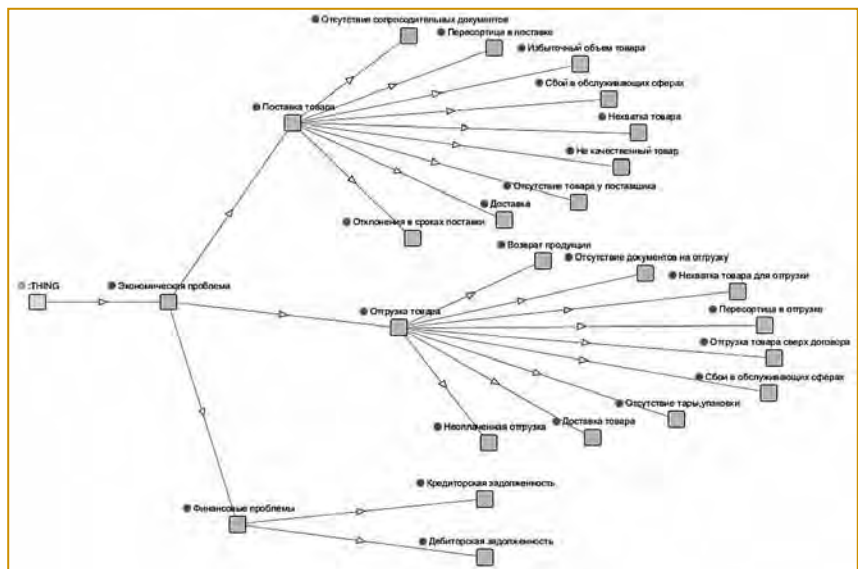 Отсутствие сопроводительных документов
Пересортица в поставке
Избыточный объем товара
Сбой в обслуживающих сферах
Поставка товара
Нехватка товара
Не качественный товар
Отсутствие товара у поставщика
Доставка
Отклонения в сроках поставки
Возврат продукции
Отсутствие документов на отгрузку
Нехватка товара для отгрузки
:THING
Экономическая проблема
Отгрузка товара
Пересортица в отгрузке
Отгрузка товара сверх договора
Сбои в обслуживающих сферах
Отсутствие тары,упаковки
Доставка товара
Неоплаченная отгрузка
Кредиторская задолженность
Финансовые проблемы
Дебиторская задолженность